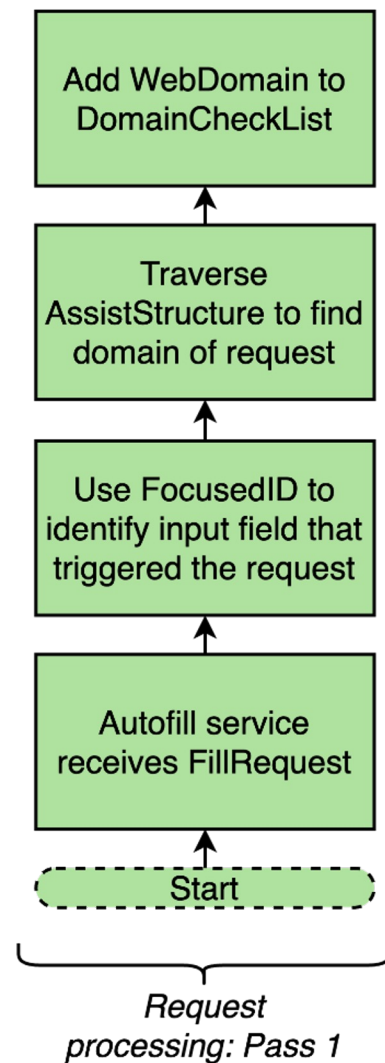 Add WebDomain to
DomainCheckList
Traverse
AssistStructure to find
domain of request
Use FocusedID to
identify input field that
triggered the request
Autofill service
receives FillRequest
Start
Request
processing: Pass 1